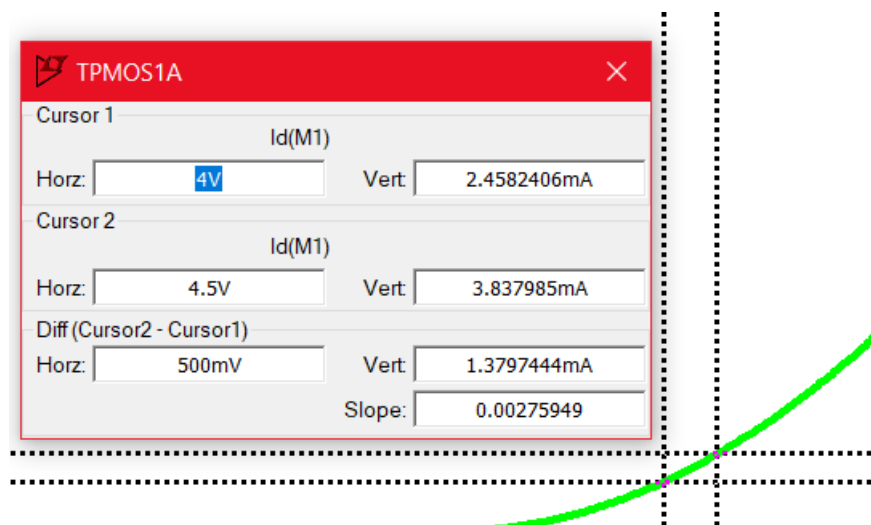 TPMOS1A
Cursor 1
Id(M1)
Horz: 4V Vert: 2.4582406mA
Cursor 2
Id(M1)
Horz: 4.5V Vert: 3.837985mA
Diff (Cursor2 - Cursor1)
Horz: 500mV Vert: 1.3797444mA
Slope: 0.00275949